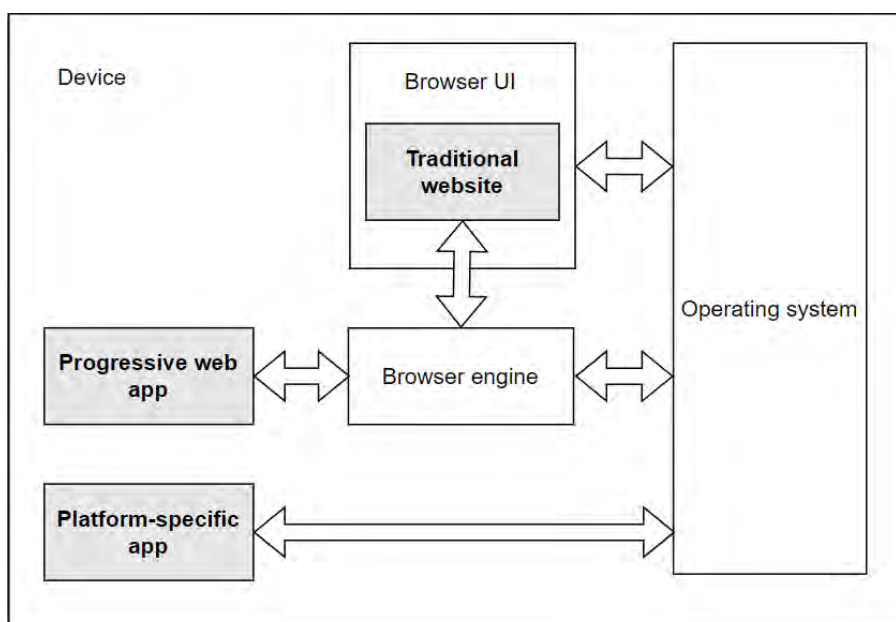 Device
Browser UI
Traditional
website
Operating system
Progressive web
app
Browser engine
Platform-specific
app